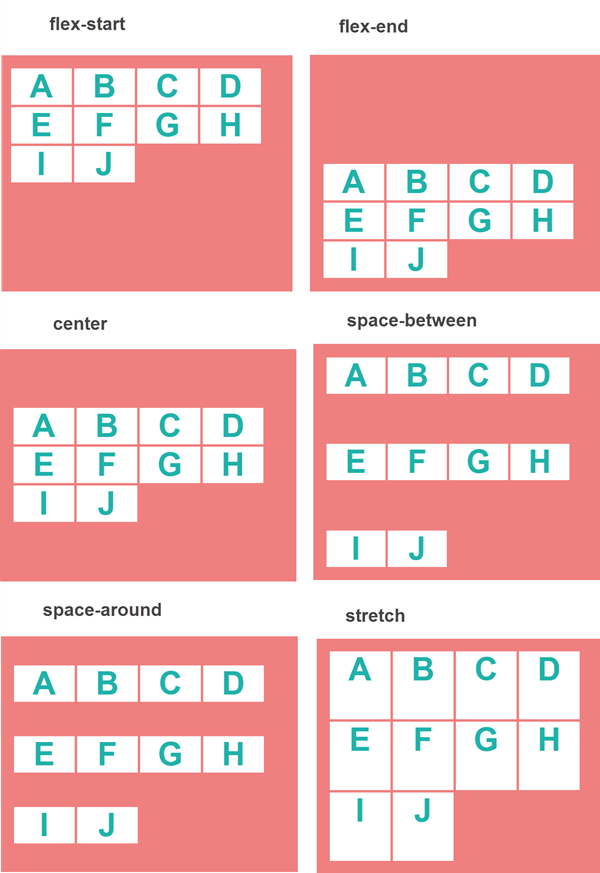 flex-start
A B C D
E F G H
I J
flex-end
A B C D
E F G H
I J
center
A B C D
E F G H
I J
space-between
A B C D
E F G H
I J
space-around
A B C D
E F G H
I J
stretch
A B C D
E F G H
I J